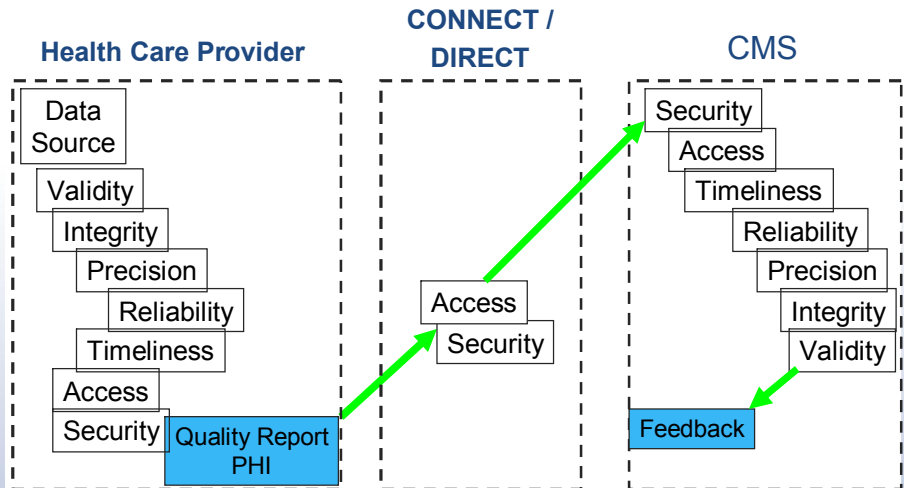 Health Care Provider
CONNECT /
DIRECT
CMS
Data
Source
Validity
Integrity
Precision
Reliability
Timeliness
Access
Security
Quality Report
PHI
Access
Security
Security
Access
Timeliness
Reliability
Precision
Integrity
Validity
Feedback